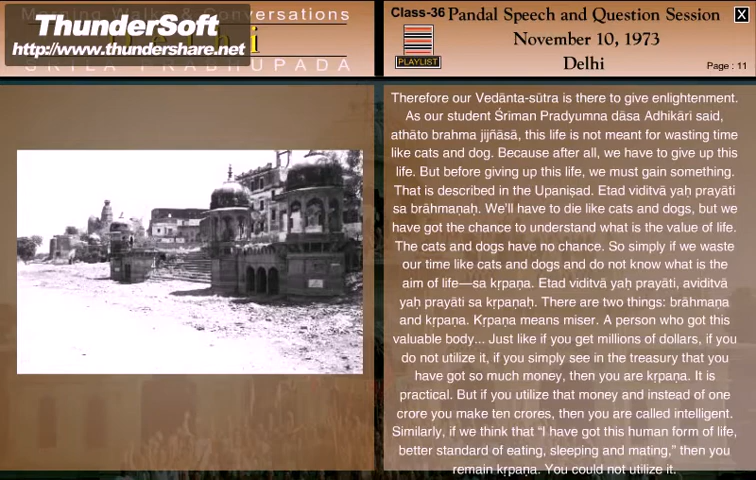 Morning Walks & Conversations
ThunderSoft
http://www.thundershare.net
SRILA PRABHUPADA
Class-36 Pandal Speech and Question Session
X
November 10, 1973
PLAYLIST
Delhi
Page : 11
Therefore our Vedānta-sūtra is there to give enlightenment.
As our student Śrīman Pradyumna dāsa Adhikārī said,
athāto brahma jijñāsā, this life is not meant for wasting time
like cats and dog. Because after all, we have to give up this
life. But before giving up this life, we must gain something.
That is described in the Upaniṣad. Etad viditvā yaḥ prayāti
sa brāhmaṇaḥ. We'll have to die like cats and dogs, but we
have got the chance to understand what is the value of life.
The cats and dogs have no chance. So simply if we waste
our time like cats and dogs and do not know what is the
aim of life—sa kṛpaṇa. Etad viditvā yaḥ prayāti, aviditvā
yaḥ prayāti sa kṛpaṇaḥ. There are two things: brāhmaṇa
and kṛpaṇa. Kṛpaṇa means miser. A person who got this
valuable body... Just like if you get millions of dollars, if you
do not utilize it, if you simply see in the treasury that you
have got so much money, then you are kṛpaṇa. It is
practical. But if you utilize that money and instead of one
crore you make ten crores, then you are called intelligent.
Similarly, if we think that “I have got this human form of life,
better standard of eating, sleeping and mating,” then you
remain kṛpaṇa. You could not utilize it.